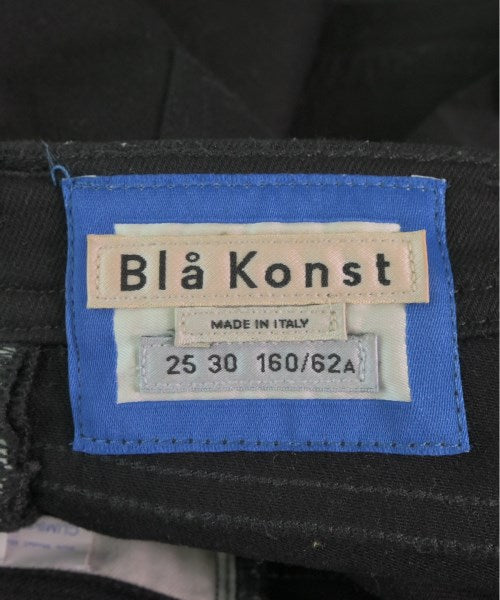 Blå Konst
MADE IN ITALY
25 30 160/62A